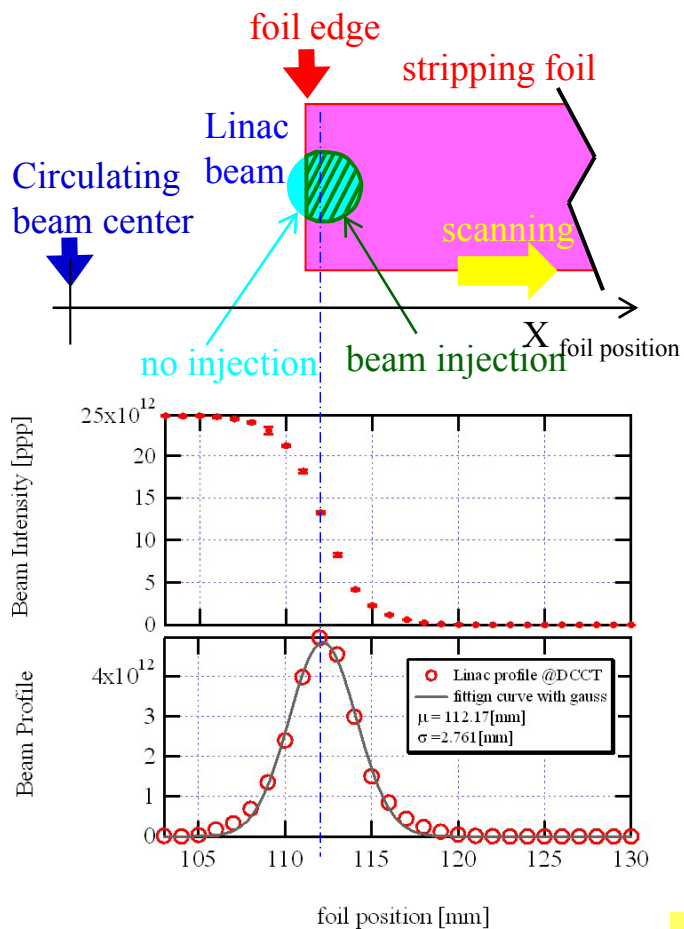 foil edge
stripping foil
Linac
beam
Circulating
beam center
scanning
X foil position
no injection
beam injection
25x10^12
20
15
10
5
0
Beam Intensity [ppp]
4x10^12
3
2
1
0
Beam Profile
Linac profile @DCCT
fittign curve with gauss
μ = 112.17[mm]
σ =2.761[mm]
105
110
115
120
125
130
foil position [mm]